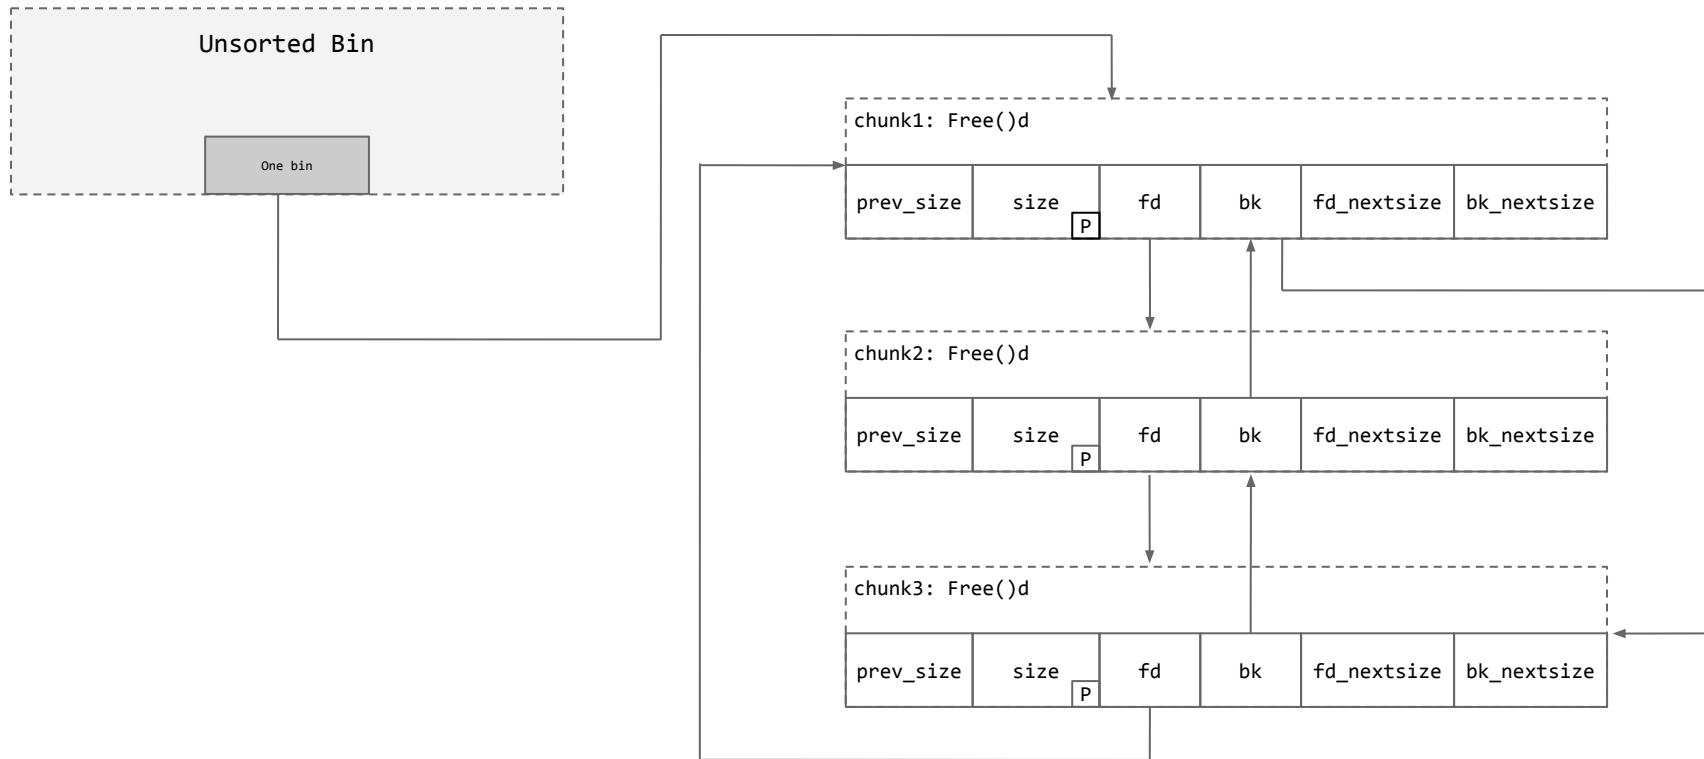 Unsorted Bin
One bin
chunk1: Free()d
prev_size size P fd bk fd_nextsize bk_nextsize
chunk2: Free()d
prev_size size P fd bk fd_nextsize bk_nextsize
chunk3: Free()d
prev_size size P fd bk fd_nextsize bk_nextsize